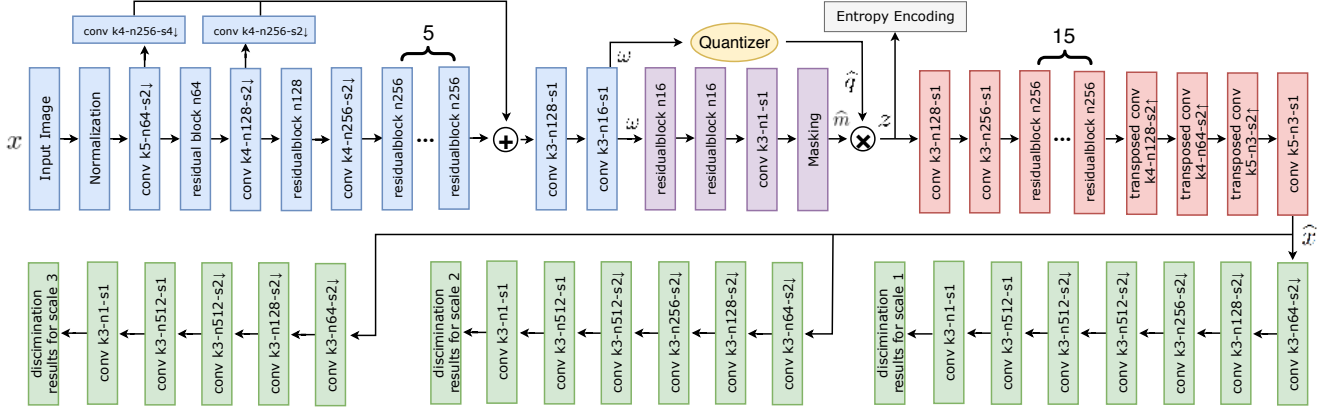 conv k4-n256-s4↓
conv k4-n256-s2↓
5
Quantizer
Entropy Encoding
15
x
Input Image
Normalization
conv k5-n64-s2↓
residual block n64
conv k4-n128-s2↓
residualblock n128
conv k4-n256-s2↓
residualblock n256
...
residualblock n256
+
conv k3-n128-s1
conv k3-n16-s1
ω
ω
residualblock n16
residualblock n16
conv k3-n1-s1
Masking
q̂
m̂
×
z
conv k3-n128-s1
conv k3-n256-s1
residualblock n256
...
residualblock n256
transposed conv
k4-n128-s2↑
transposed conv
k4-n64-s2↑
transposed conv
k5-n3-s2↑
conv k5-n3-s1
x̂
discrimination
results for scale 3
conv k3-n1-s1
conv k3-n512-s1
conv k3-n512-s2↓
conv k3-n128-s2↓
conv k3-n64-s2↓
discrimination
results for scale 2
conv k3-n1-s1
conv k3-n512-s1
conv k3-n512-s2↓
conv k3-n256-s2↓
conv k3-n128-s2↓
conv k3-n64-s2↓
discrimination
results for scale 1
conv k3-n1-s1
conv k3-n512-s1
conv k3-n512-s2↓
conv k3-n512-s2↓
conv k3-n256-s2↓
conv k3-n128-s2↓
conv k3-n64-s2↓